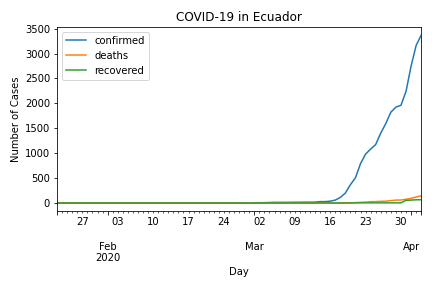 COVID-19 in Ecuador
confirmed
deaths
recovered
3500
3000
2500
2000
1500
1000
500
0
Number of Cases
27 03 10 17 24 02 09 16 23 30
Feb Mar Apr
2020
Day